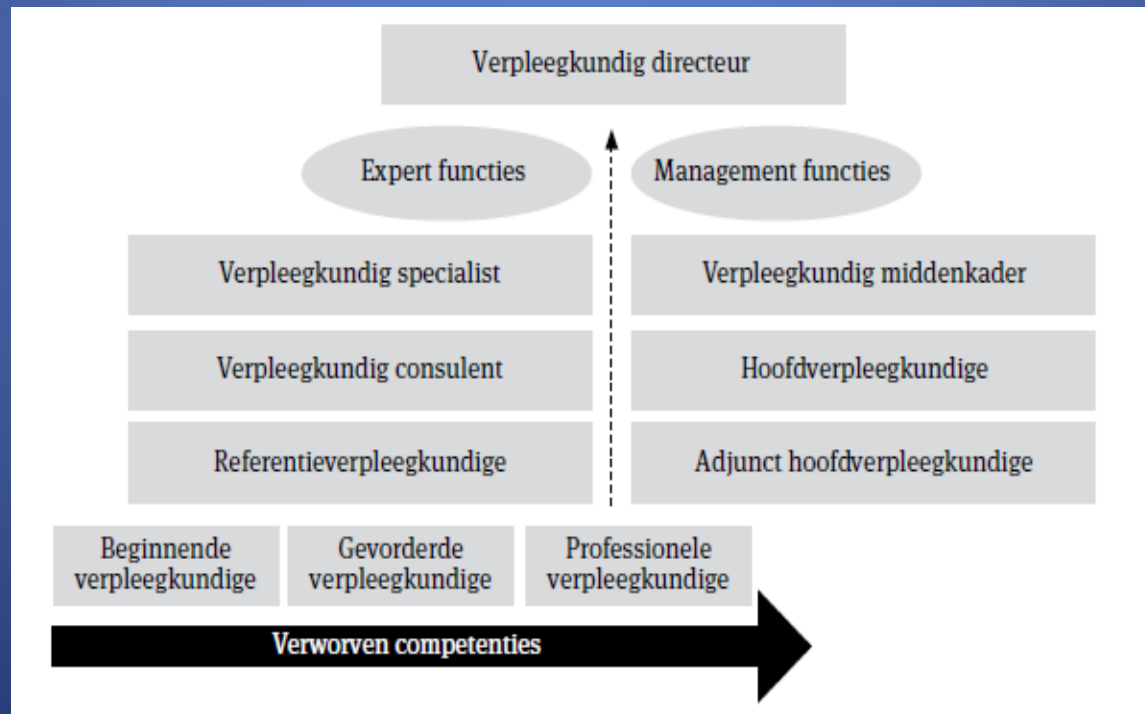 Verpleegkundig directeur
Expert functies
Management functies
Verpleegkundig specialist
Verpleegkundig middenkader
Verpleegkundig consulent
Hoofdverpleegkundige
Referentieverpleegkundige
Adjunct hoofdverpleegkundige
Beginnende
verpleegkundige
Gevorderde
verpleegkundige
Professionele
verpleegkundige
Verworven competenties